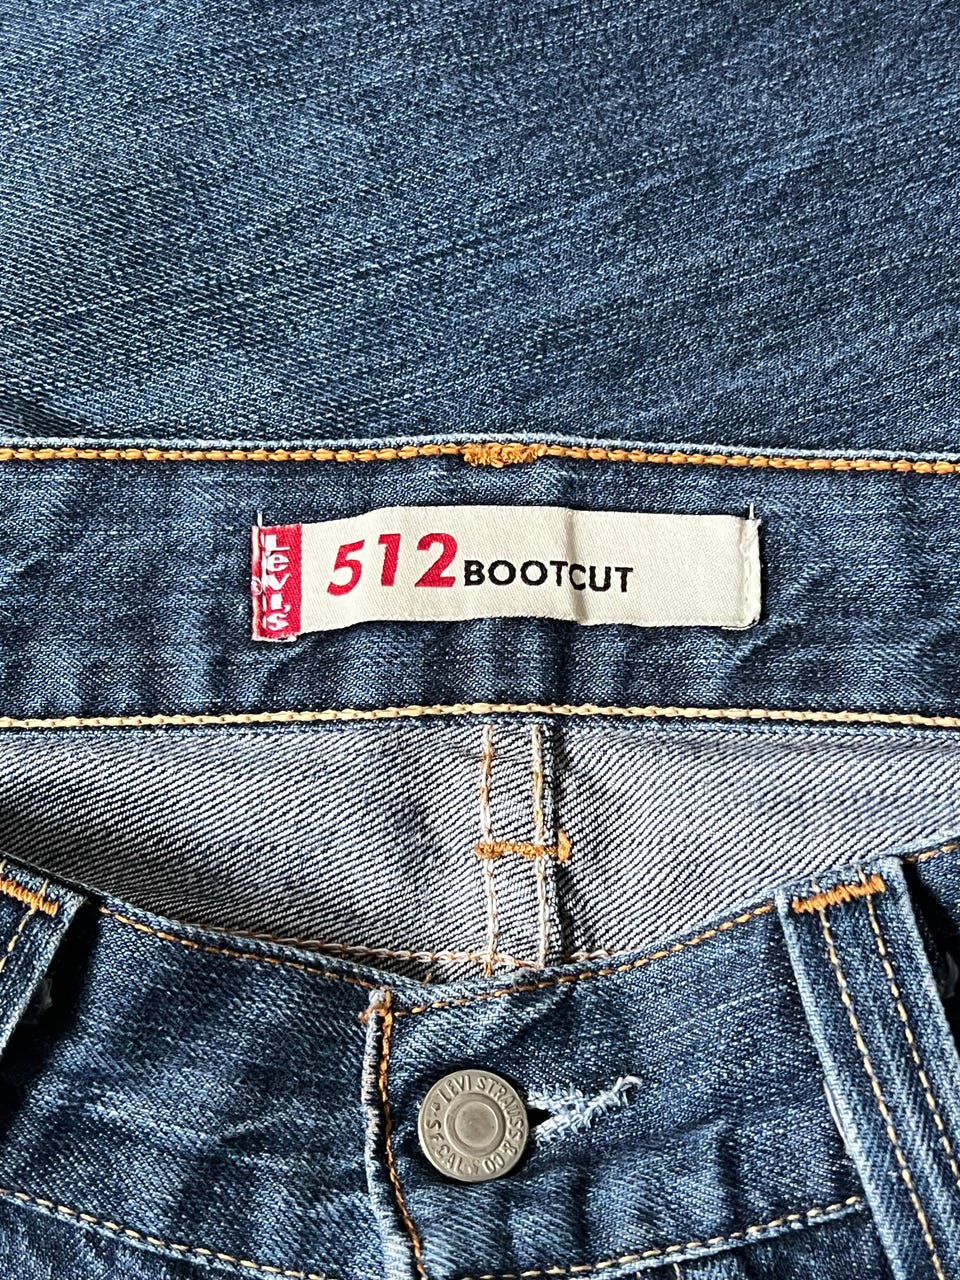 Levi's
512 BOOTCUT
LEVI STRAUSS & CO
S.F. CAL